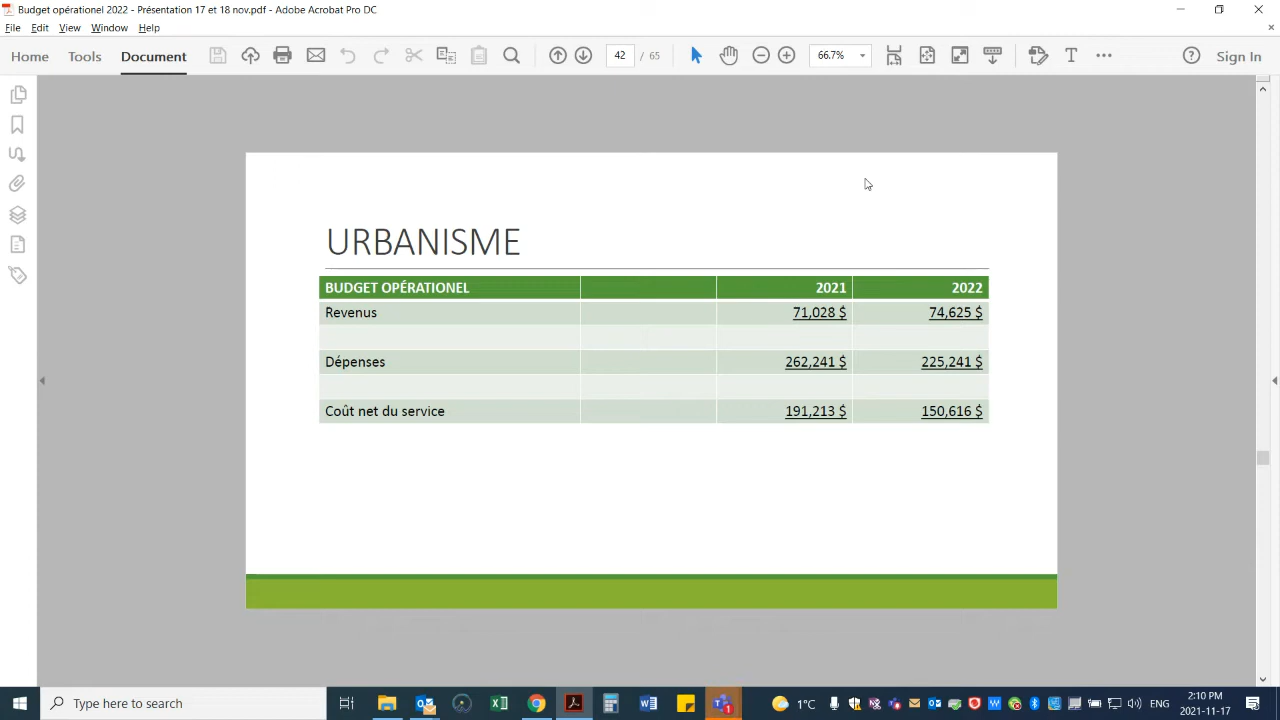 Budget opérationel 2022 - Présentation 17 et 18 nov.pdf - Adobe Acrobat Pro DC
File Edit View Window Help
Home Tools Document 42 / 65 66.7% Sign In
URBANISME
BUDGET OPÉRATIONEL 2021 2022
Revenus 71,028 $ 74,625 $
Dépenses 262,241 $ 225,241 $
Coût net du service 191,213 $ 150,616 $
Type here to search 1°C ENG 2:10 PM
2021-11-17